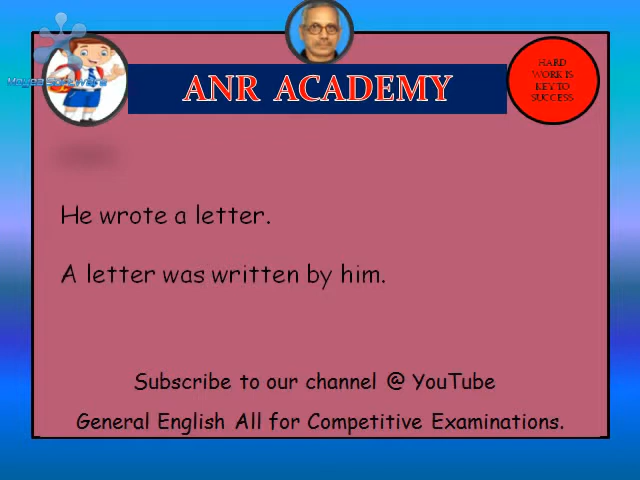 ANR ACADEMY
HARD
WORK IS
KEY TO
SUCCESS
He wrote a letter.
A letter was written by him.
Subscribe to our channel @ YouTube
General English All for Competitive Examinations.